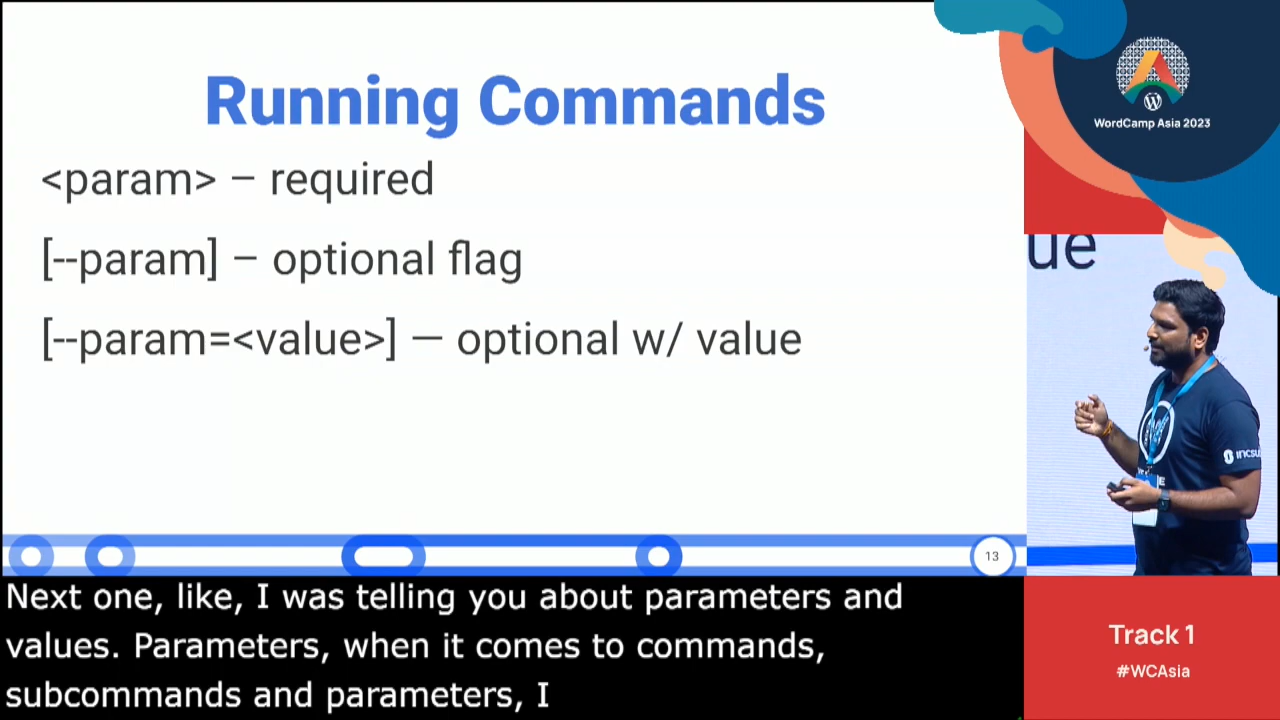 Running Commands
<param> – required
[--param] – optional flag
[--param=<value>] — optional w/ value
13
Next one, like, I was telling you about parameters and
values. Parameters, when it comes to commands,
subcommands and parameters, I
WordCamp Asia 2023
ue
incsu
Track 1
#WCAsia